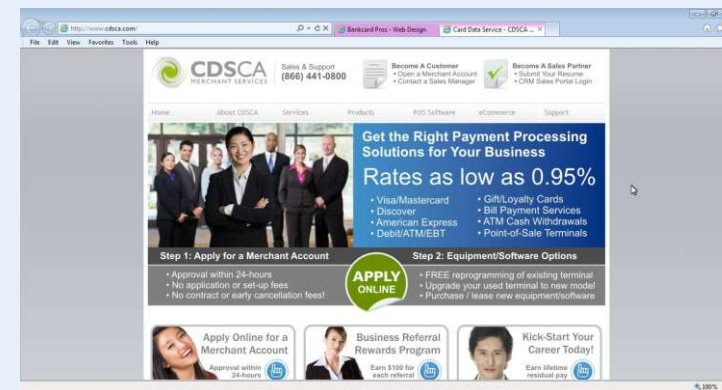 http://www.cdsca.com/
Bankcard Pros - Web Design
Card Data Service - CDSCA ...
File Edit View Favorites Tools Help
CDSCA
MERCHANT SERVICES
Sales & Support
(866) 441-0800
Become A Customer
• Open a Merchant Account
• Contact a Sales Manager
Become A Sales Partner
• Submit Your Resume
• CRM Sales Portal Login
Home About CDSCA Services Products POS Software eCommerce Support
Get the Right Payment Processing
Solutions for Your Business
Rates as low as 0.95%
• Visa/Mastercard
• Discover
• American Express
• Debit/ATM/EBT
• Gift/Loyalty Cards
• Bill Payment Services
• ATM Cash Withdrawals
• Point-of-Sale Terminals
Step 1: Apply for a Merchant Account
• Approval within 24-hours
• No application or set-up fees
• No contract or early cancellation fees!
APPLY
ONLINE
Step 2: Equipment/Software Options
• FREE reprogramming of existing terminal
• Upgrade your used terminal to new model
• Purchase / lease new equipment/software
Apply Online for a
Merchant Account
Approval within
24-hours
Business Referral
Rewards Program
Earn $100 for
each referral
Kick-Start Your
Career Today!
Earn lifetime
residual pay
100%